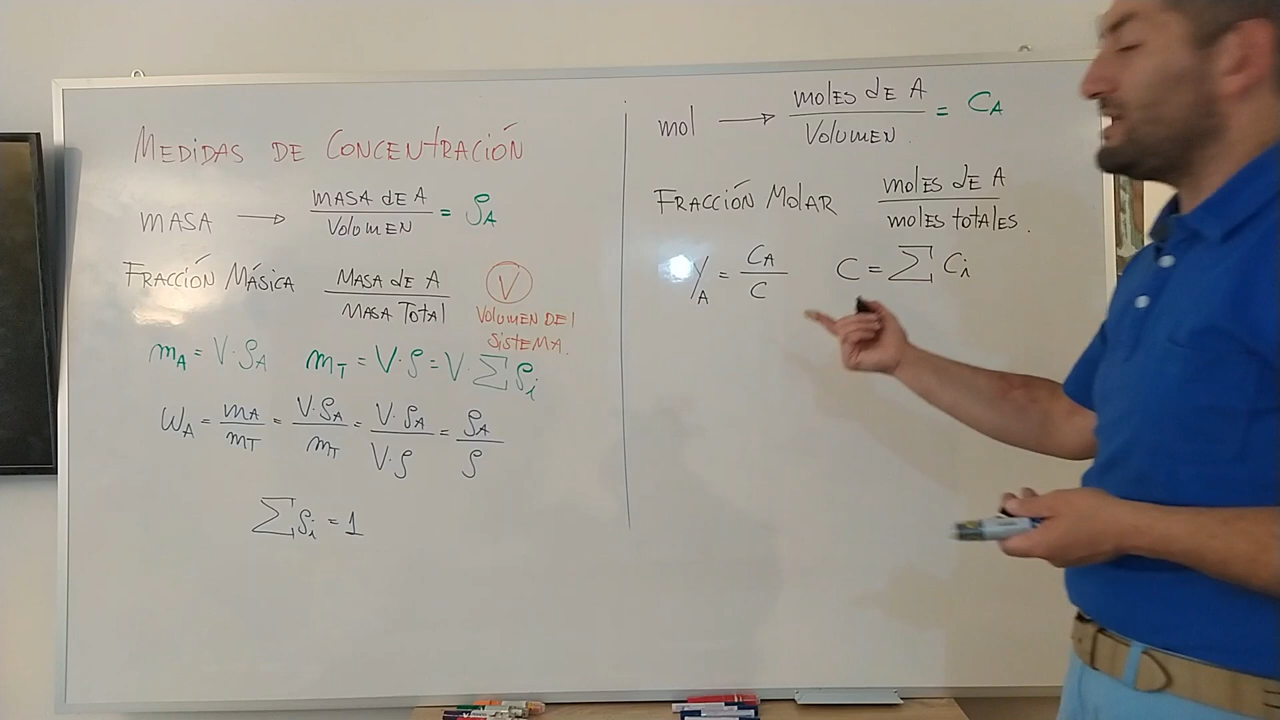 MEDIDAS DE CONCENTRACIÓN
MASA → MASA DE A / VOLUMEN = ρA
FRACCIÓN MÁSICA MASA DE A / MASA TOTAL
V
VOLUMEN DEL
SISTEMA.
mA = V·ρA mT = V·ρ = V·∑ρi
ωA = mA / mT = V·ρA / mT = V·ρA / V·ρ = ρA / ρ
∑ρi = 1
mol → moles de A / Volumen = CA
FRACCIÓN MOLAR moles de A / moles totales.
yA = CA / C C = ∑Ci